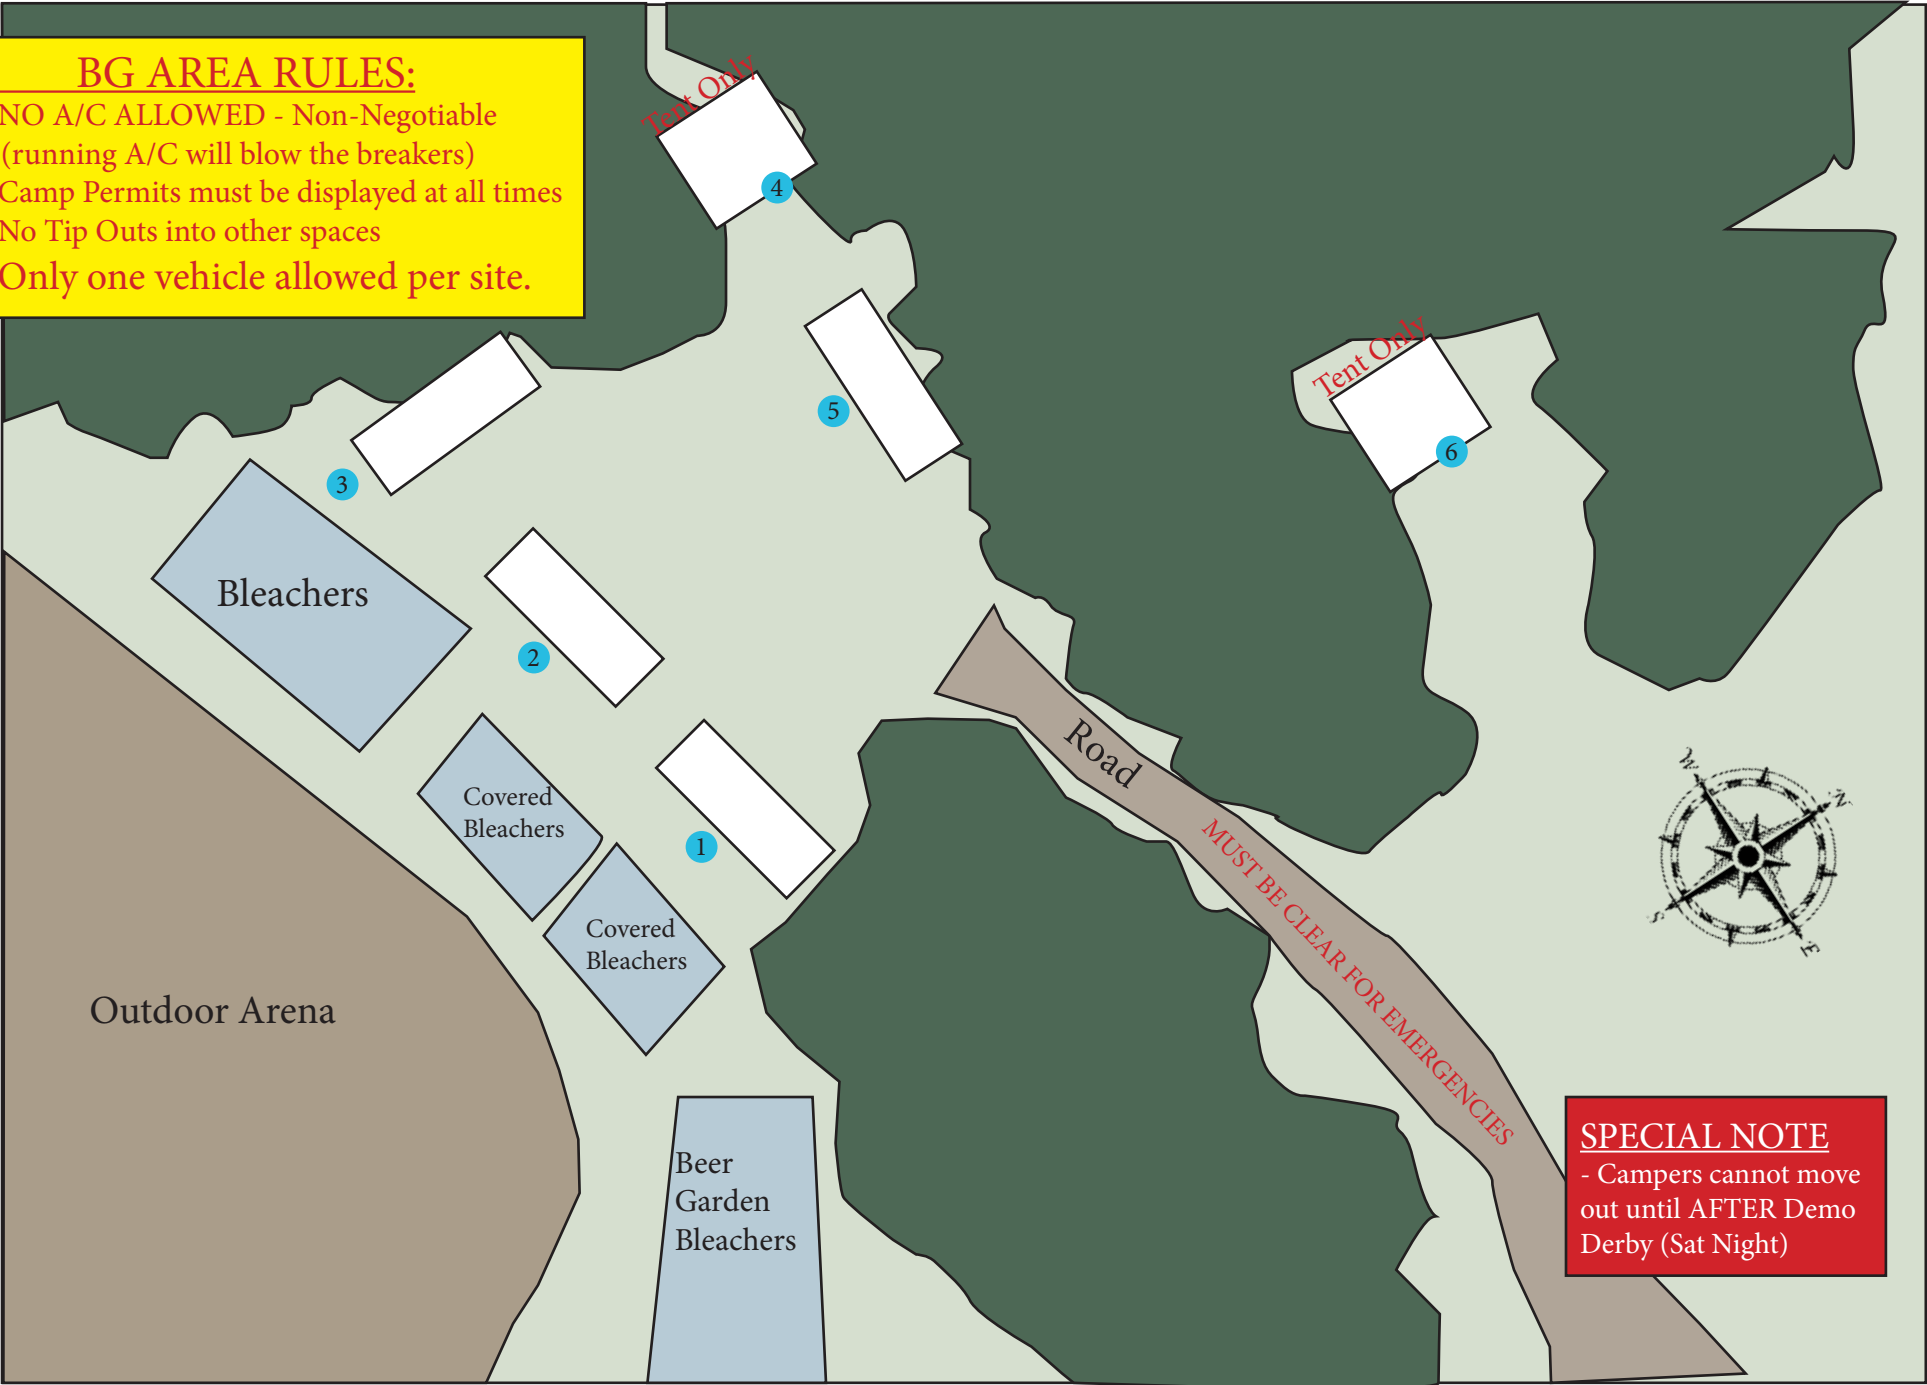 BG AREA RULES:
NO A/C ALLOWED - Non-Negotiable
(running A/C will blow the breakers)
Camp Permits must be displayed at all times
No Tip Outs into other spaces
Only one vehicle allowed per site.
Tent Only
4
5
Tent Only
6
3
Bleachers
2
Road
Covered
Bleachers
1
MUST BE CLEAR FOR EMERGENCIES
W
N
S
E
Covered
Bleachers
Outdoor Arena
Beer
Garden
Bleachers
SPECIAL NOTE
- Campers cannot move
out until AFTER Demo
Derby (Sat Night)